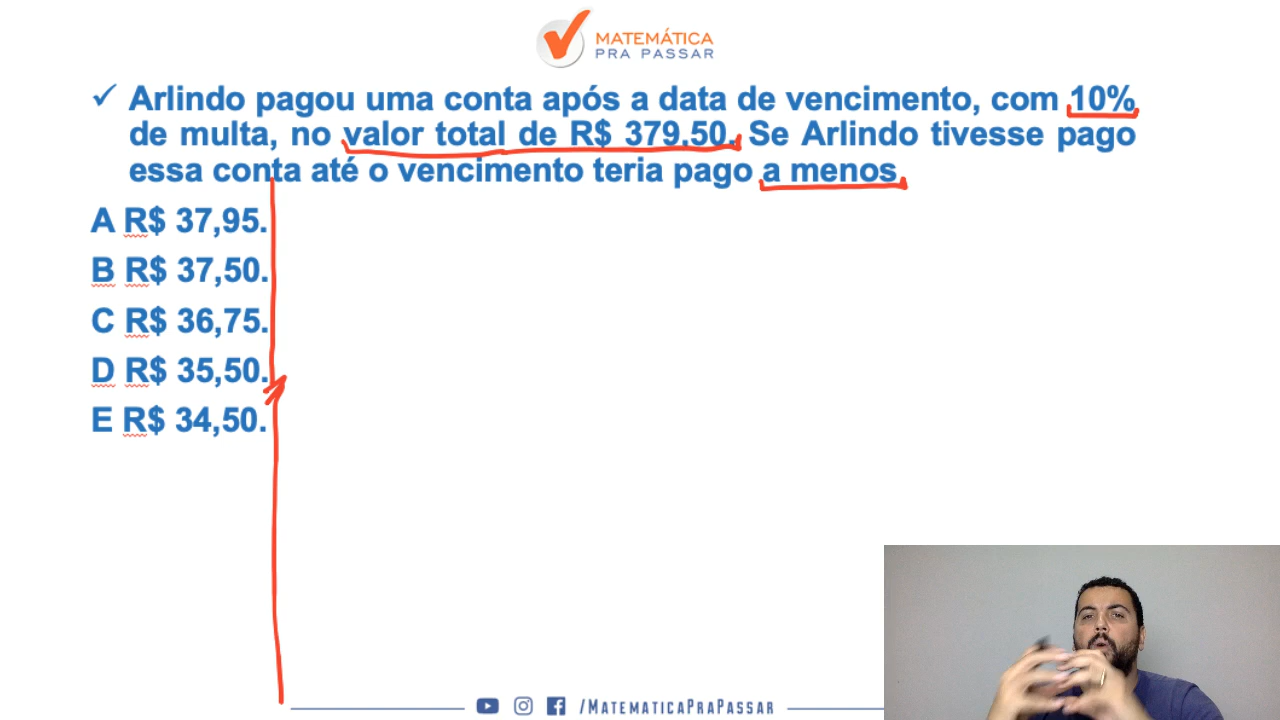 MATEMÁTICA
PRA PASSAR
✓ Arlindo pagou uma conta após a data de vencimento, com 10%
de multa, no valor total de R$ 379,50. Se Arlindo tivesse pago
essa conta até o vencimento teria pago a menos
A R$ 37,95.
B R$ 37,50.
C R$ 36,75.
D R$ 35,50.
E R$ 34,50.
/MATEMATICAPRAPASSAR